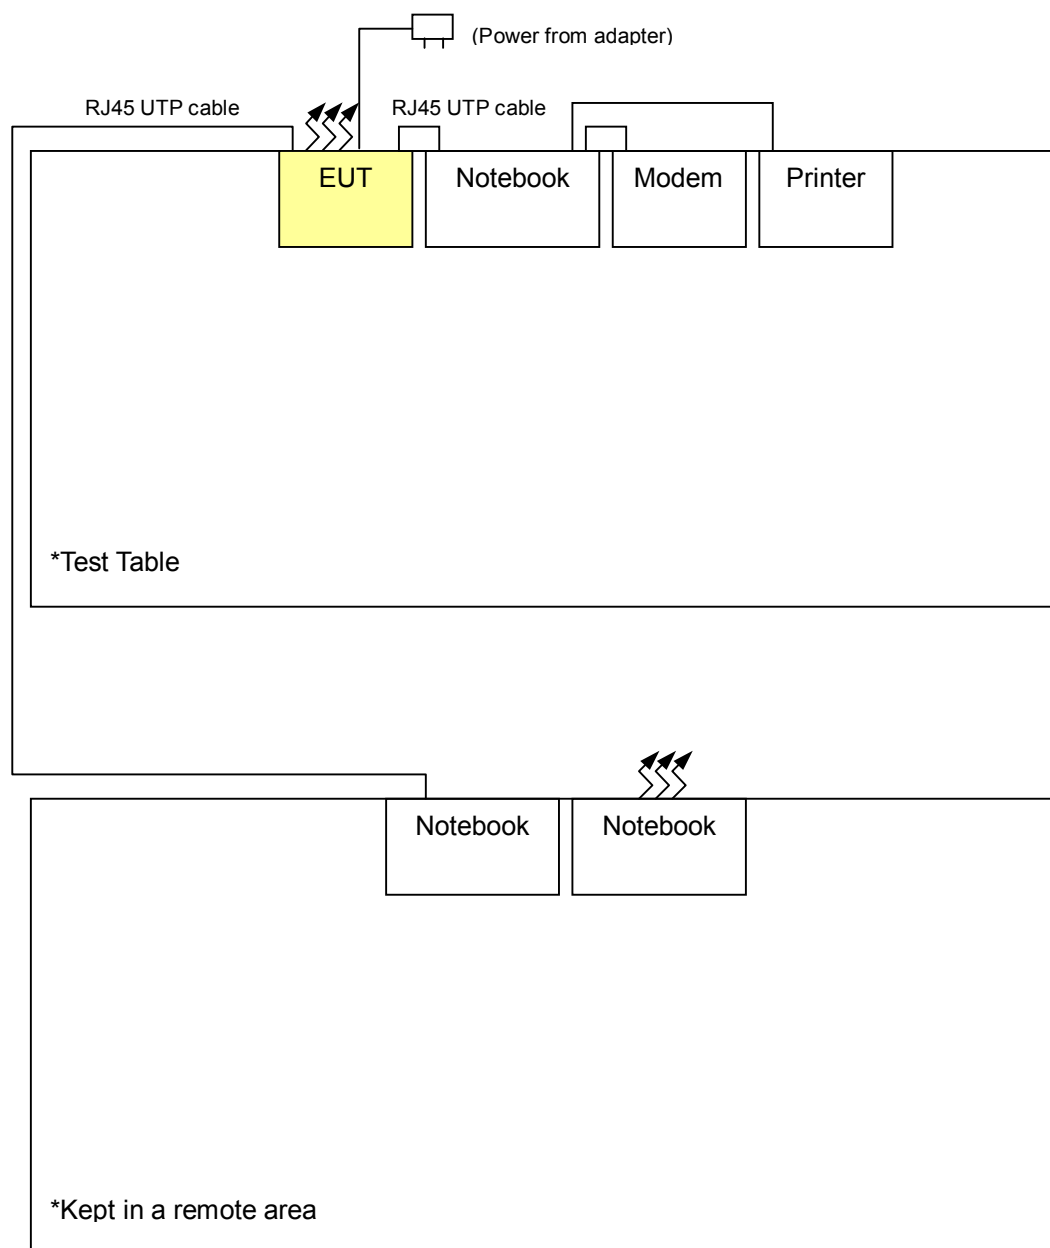 (Power from adapter)
RJ45 UTP cable
RJ45 UTP cable
EUT
Notebook
Modem
Printer
*Test Table
Notebook
Notebook
*Kept in a remote area